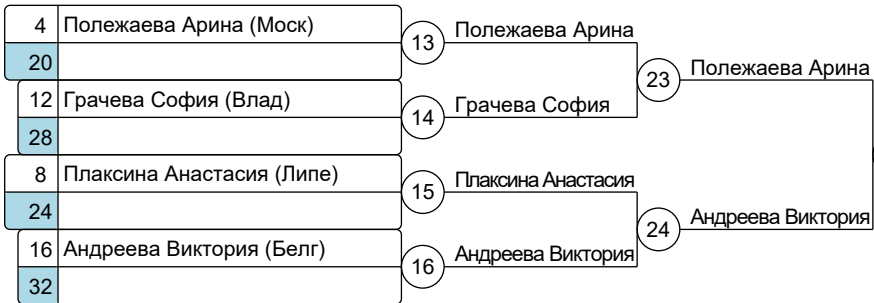 4 Полежаева Арина (Моск)
20
13 Полежаева Арина
12 Грачева София (Влад)
28
14 Грачева София
23 Полежаева Арина
8 Плаксина Анастасия (Липе)
24
15 Плаксина Анастасия
16 Андреева Виктория (Белг)
32
16 Андреева Виктория
24 Андреева Виктория